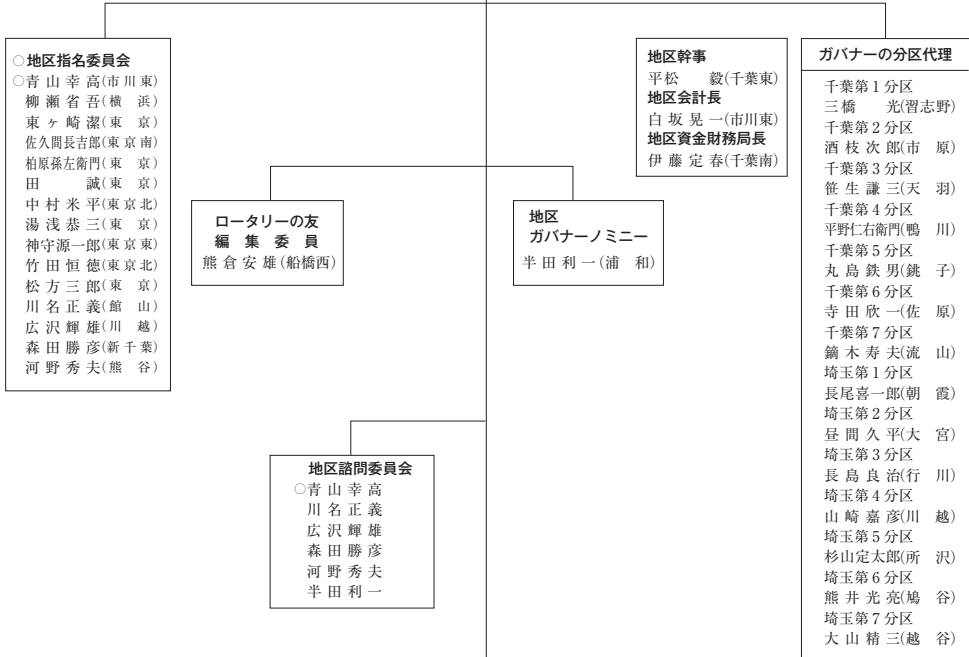 ○地区指名委員会
○青山幸高(市川東)
柳瀬省吾(横　浜)
東ヶ崎潔(東　京)
佐久間長吉郎(東京南)
柏原孫左衛門(東　京)
田　　誠(東　京)
中村米平(東京北)
湯浅恭三(東　京)
神守源一郎(東京東)
竹田恒徳(東京北)
松方三郎(東　京)
川名正義(館　山)
広沢輝雄(川　越)
森田勝彦(新千葉)
河野秀夫(熊　谷)
ロータリーの友
編集委員
熊倉安雄(船橋西)
地区
ガバナーノミニー
半田利一(浦　和)
地区諮問委員会
○青山幸高
川名正義
広沢輝雄
森田勝彦
河野秀夫
半田利一
地区幹事
平松　毅(千葉東)
地区会計長
白坂晃一(市川東)
地区資金財務局長
伊藤定春(千葉南)
ガバナーの分区代理
千葉第1分区
三橋　光(習志野)
千葉第2分区
酒枝次郎(市　原)
千葉第3分区
笹生謙三(天　羽)
千葉第4分区
平野仁右衛門(鴨　川)
千葉第5分区
丸島鉄男(銚　子)
千葉第6分区
寺田欣一(佐　原)
千葉第7分区
鏑木寿夫(流　山)
埼玉第1分区
長尾喜一郎(朝　霞)
埼玉第2分区
昼間久平(大　宮)
埼玉第3分区
長島良治(行　川)
埼玉第4分区
山崎嘉彦(川　越)
埼玉第5分区
杉山定太郎(所　沢)
埼玉第6分区
熊井光亮(鳩　谷)
埼玉第7分区
大山精三(越　谷)